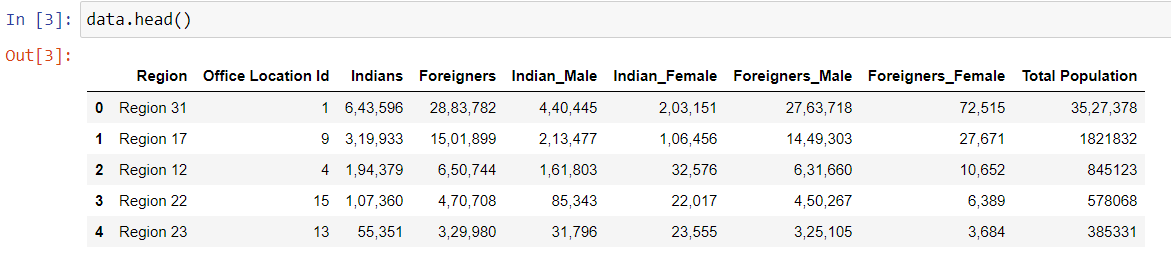 In [3]: data.head()
Out[3]:
Region Office Location Id Indians Foreigners Indian_Male Indian_Female Foreigners_Male Foreigners_Female Total Population
0 Region 31 1 6,43,596 28,83,782 4,40,445 2,03,151 27,63,718 72,515 35,27,378
1 Region 17 9 3,19,933 15,01,899 2,13,477 1,06,456 14,49,303 27,671 1821832
2 Region 12 4 1,94,379 6,50,744 1,61,803 32,576 6,31,660 10,652 845123
3 Region 22 15 1,07,360 4,70,708 85,343 22,017 4,50,267 6,389 578068
4 Region 23 13 55,351 3,29,980 31,796 23,555 3,25,105 3,684 385331